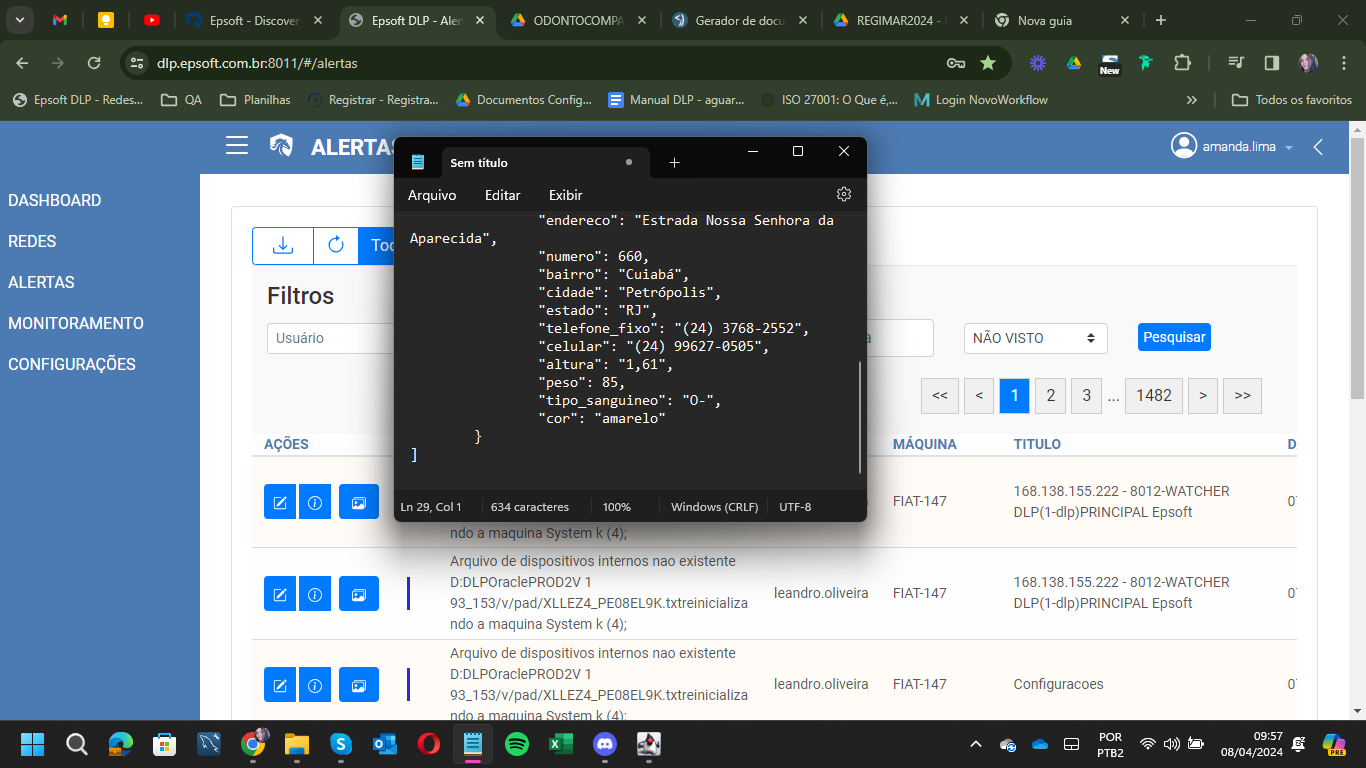 Epsoft - Discover
Epsoft DLP - Aler
ODONTOCOMPA
Gerador de docu
REGIMAR2024 -
Nova guia
dlp.epsoft.com.br:8011/#/alertas
New
Epsoft DLP - Redes...
QA
Planilhas
Registrar - Registra...
Documentos Config...
Manual DLP - aguar...
ISO 27001: O Que é,...
Login NovoWorkflow
Todos os favoritos
ALERTAS
amanda.lima
DASHBOARD
REDES
ALERTAS
MONITORAMENTO
CONFIGURAÇÕES
Sem título
Arquivo
Editar
Exibir
"endereco": "Estrada Nossa Senhora da
Aparecida",
"numero": 660,
"bairro": "Cuiabá",
"cidade": "Petrópolis",
"estado": "RJ",
"telefone_fixo": "(24) 3768-2552",
"celular": "(24) 99627-0505",
"altura": "1,61",
"peso": 85,
"tipo_sanguineo": "O-",
"cor": "amarelo"
}
]
Ln 29, Col 1
634 caracteres
100%
Windows (CRLF)
UTF-8
Filtros
Usuário
NÃO VISTO
Pesquisar
<< < 1 2 3 ... 1482 > >>
AÇÕES
MÁQUINA
TITULO
D
FIAT-147
168.138.155.222 - 8012-WATCHER
DLP(1-dlp)PRINCIPAL Epsoft
ndo a maquina System k (4);
Arquivo de dispositivos internos nao existente
D:DLPOraclePROD2V 1
93_153/v/pad/XLLEZ4_PE08EL9K.txtreinicializa
ndo a maquina System k (4);
leandro.oliveira
FIAT-147
168.138.155.222 - 8012-WATCHER
DLP(1-dlp)PRINCIPAL Epsoft
Arquivo de dispositivos internos nao existente
D:DLPOraclePROD2V 1
93_153/v/pad/XLLEZ4_PE08EL9K.txtreinicializa
ndo a maquina System k (4);
leandro.oliveira
FIAT-147
Configuracoes
POR
PTB2
09:57
08/04/2024
PRE